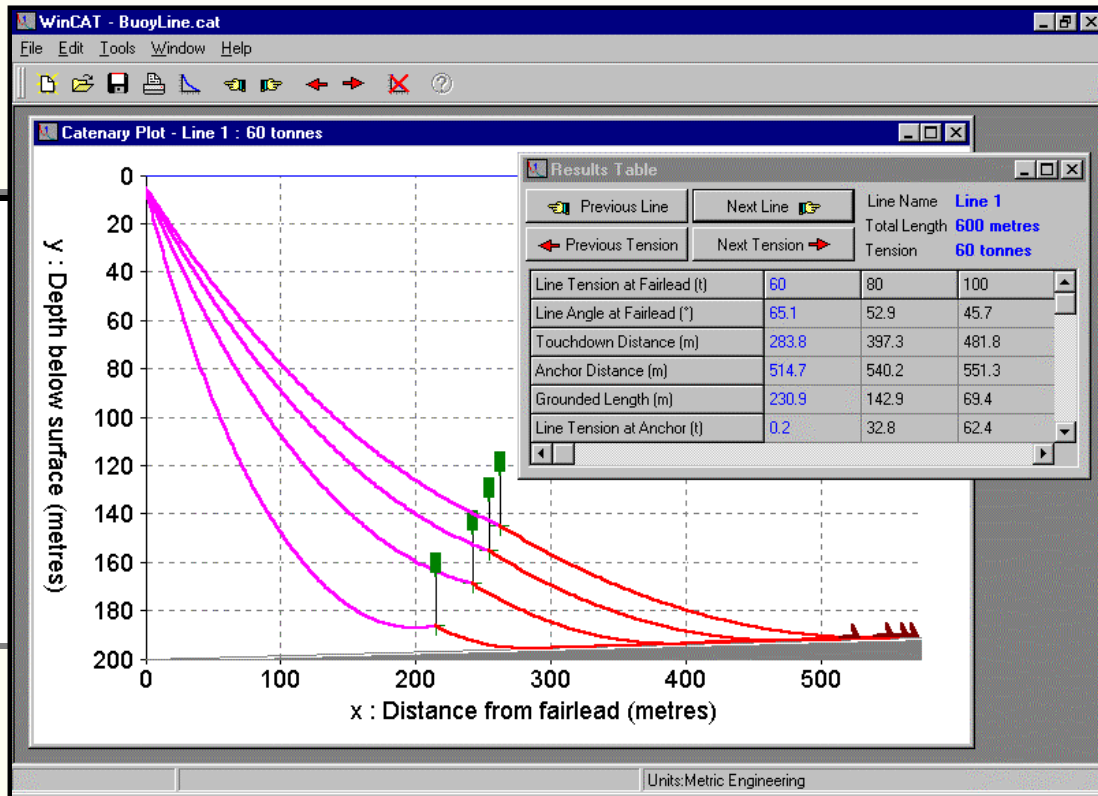 WinCAT - BuoyLine.cat
File Edit Tools Window Help
Catenary Plot - Line 1 : 60 tonnes
0
20
40
60
80
100
120
140
160
180
200
y : Depth below surface (metres)
0 100 200 300 400 500
x : Distance from fairlead (metres)
Results Table
Previous Line Next Line
Previous Tension Next Tension
Line Name Line 1
Total Length 600 metres
Tension 60 tonnes
Line Tension at Fairlead (t) 60 80 100
Line Angle at Fairlead (°) 65.1 52.9 45.7
Touchdown Distance (m) 283.8 397.3 481.8
Anchor Distance (m) 514.7 540.2 551.3
Grounded Length (m) 230.9 142.9 69.4
Line Tension at Anchor (t) 0.2 32.8 62.4
Units:Metric Engineering